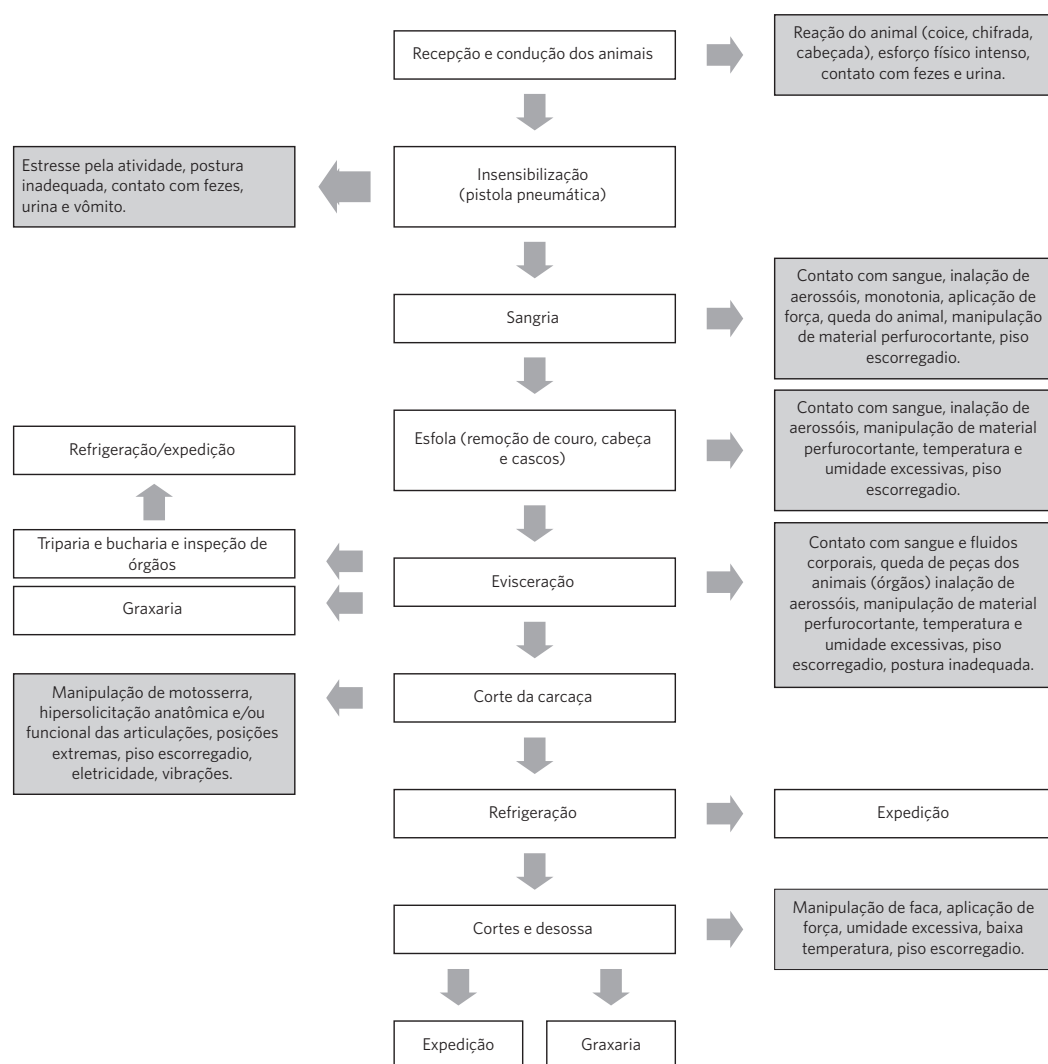 Recepção e condução dos animais
Reação do animal (coice, chifrada,
cabeçada), esforço físico intenso,
contato com fezes e urina.
Estresse pela atividade, postura
inadequada, contato com fezes,
urina e vômito.
Insensibilização
(pistola pneumática)
Sangria
Contato com sangue, inalação de
aerossóis, monotonia, aplicação de
força, queda do animal, manipulação
de material perfurocortante, piso
escorregadio.
Esfola (remoção de couro, cabeça
e cascos)
Contato com sangue, inalação de
aerossóis, manipulação de material
perfurocortante, temperatura e
umidade excessivas, piso
escorregadio.
Refrigeração/expedição
Triparia e bucharia e inspeção de
órgãos
Graxaria
Evisceração
Contato com sangue e fluidos
corporais, queda de peças dos
animais (órgãos) inalação de
aerossóis, manipulação de material
perfurocortante, temperatura e
umidade excessivas, piso
escorregadio, postura inadequada.
Manipulação de motosserra,
hipersolicitação anatômica e/ou
funcional das articulações, posições
extremas, piso escorregadio,
eletricidade, vibrações.
Corte da carcaça
Refrigeração
Expedição
Cortes e desossa
Manipulação de faca, aplicação de
força, umidade excessiva, baixa
temperatura, piso escorregadio.
Expedição
Graxaria